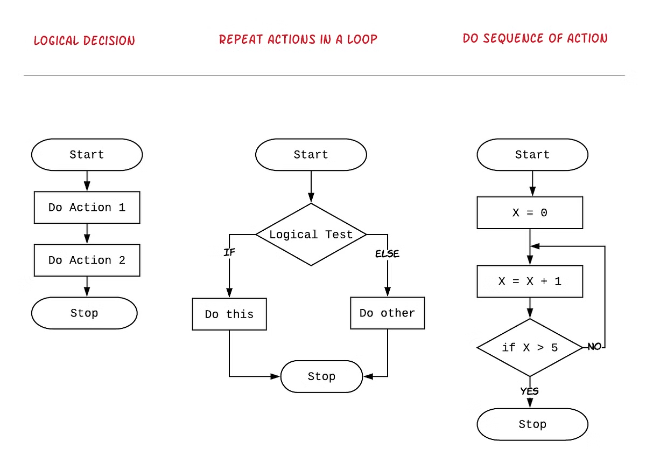 LOGICAL DECISION
REPEAT ACTIONS IN A LOOP
DO SEQUENCE OF ACTION
Start
Do Action 1
Do Action 2
Stop
Start
Logical Test
IF
ELSE
Do this
Do other
Stop
Start
X = 0
X = X + 1
if X > 5
NO
YES
Stop